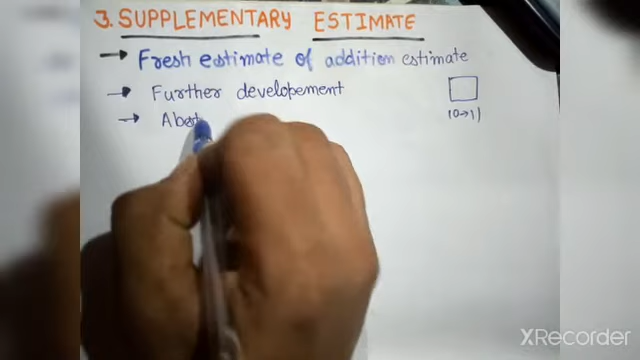 3. SUPPLEMENTARY ESTIMATE
→ Fresh estimate of addition estimate
→ Further developement
(0→1)
→ Abst
XRecorder